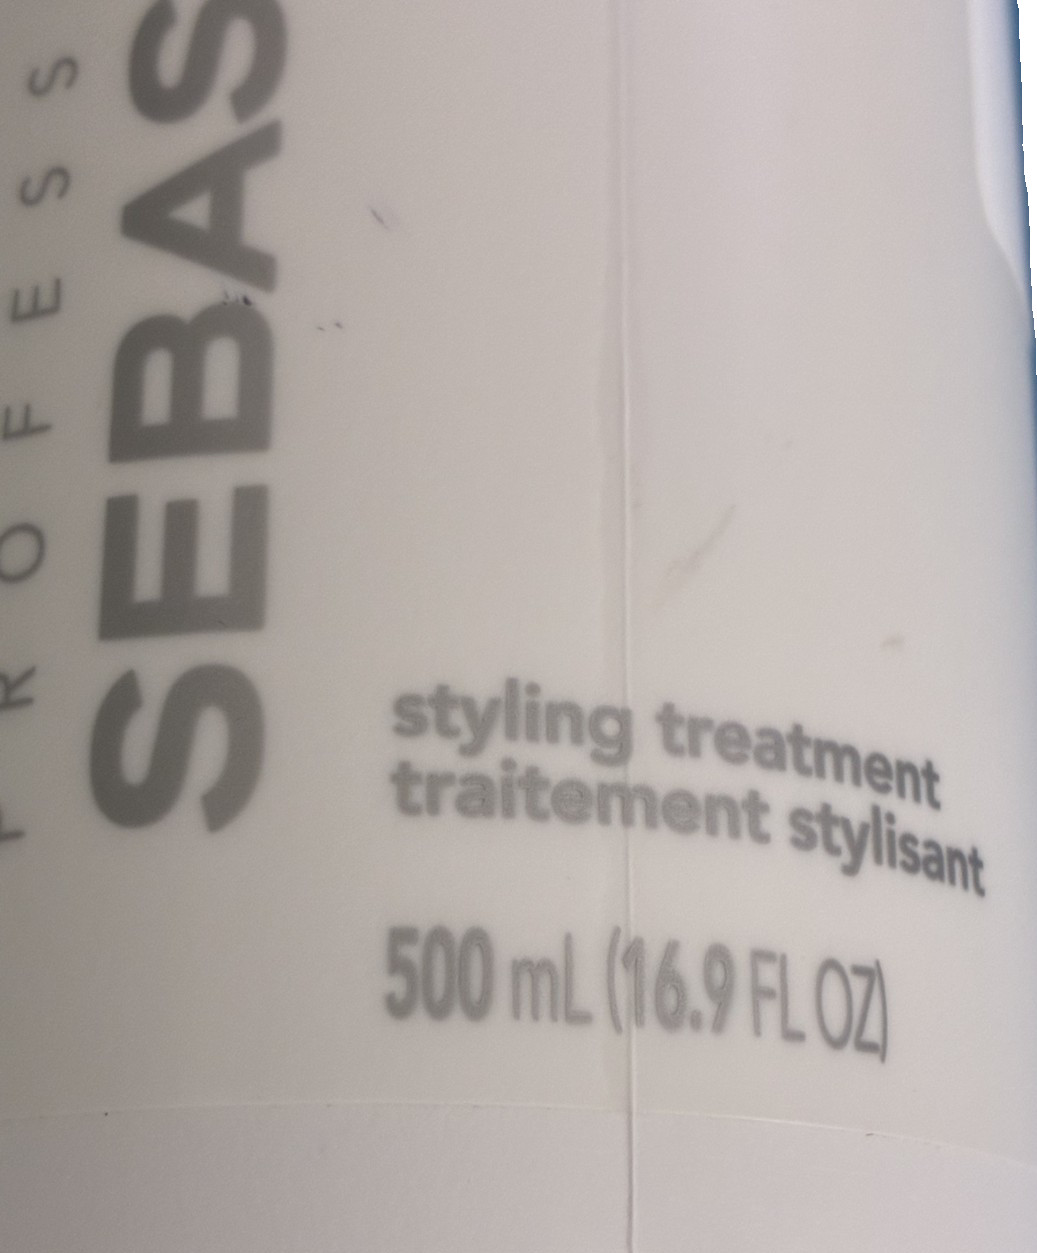 SEBAS
PROFESS
styling treatment
traitement stylisant
500 mL (16.9 FL OZ)